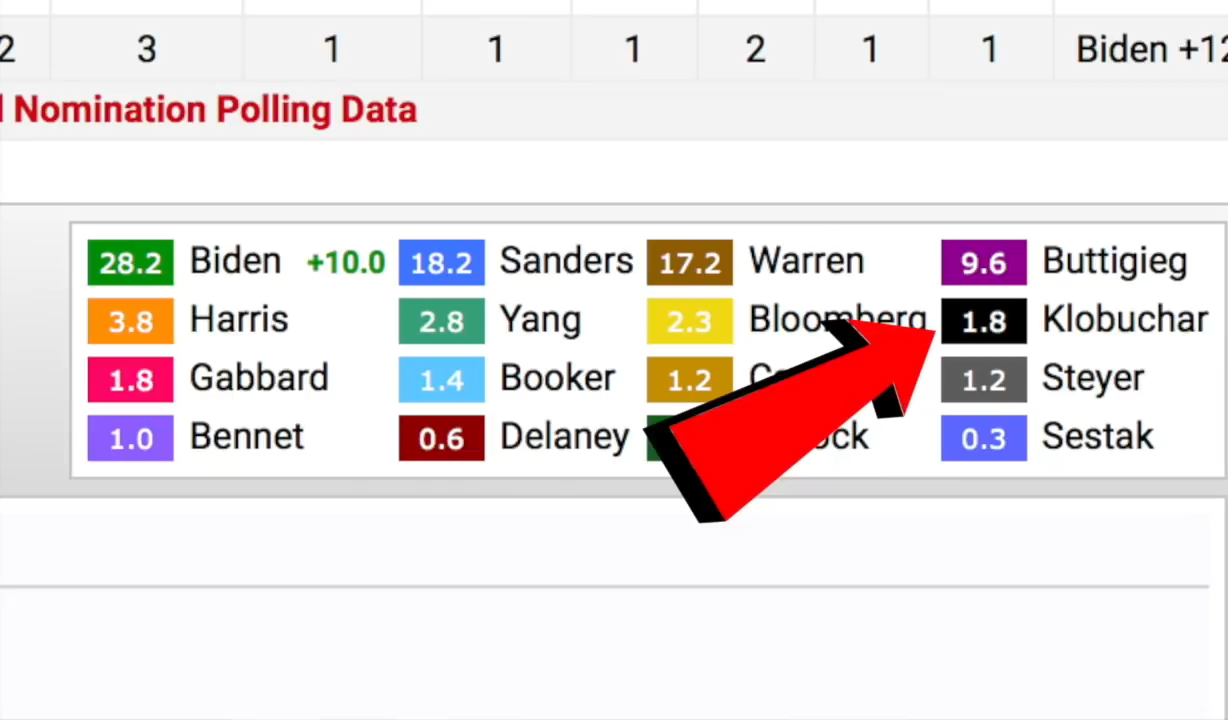 2 3 1 1 1 2 1 1 Biden +12
Nomination Polling Data
28.2 Biden +10.0 18.2 Sanders 17.2 Warren 9.6 Buttigieg
3.8 Harris 2.8 Yang 2.3 Bloomberg 1.8 Klobuchar
1.8 Gabbard 1.4 Booker 1.2 1.2 Steyer
1.0 Bennet 0.6 Delaney 0.3 Sestak